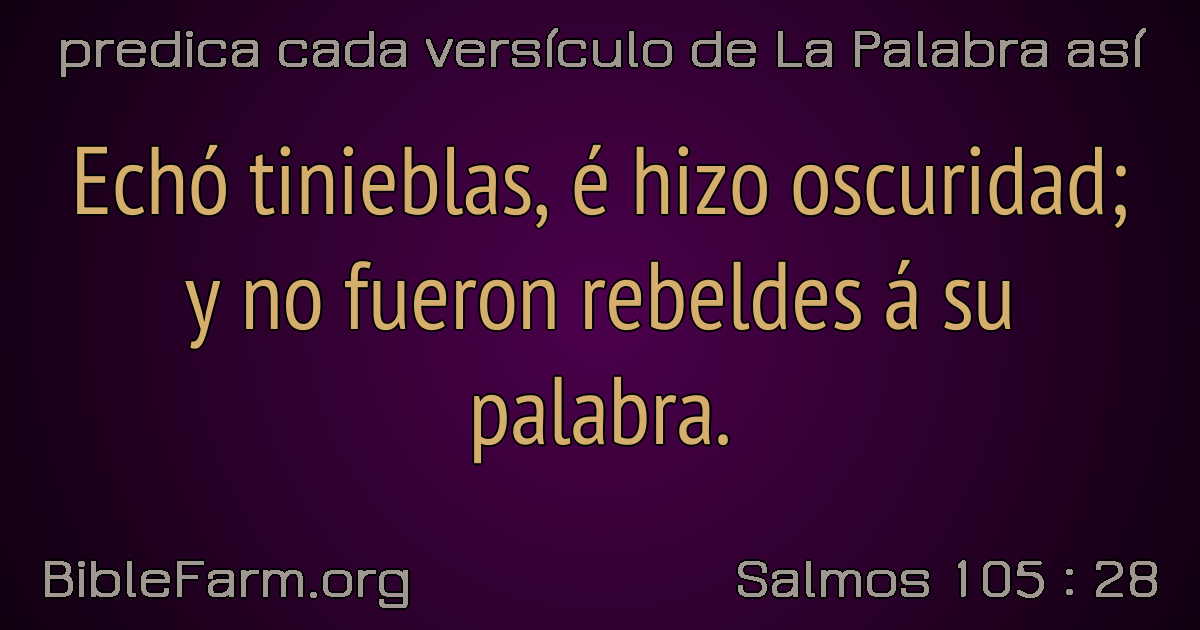 predica cada versículo de La Palabra así
Echó tinieblas, é hizo oscuridad;
y no fueron rebeldes á su
palabra.
BibleFarm.org
Salmos 105 : 28